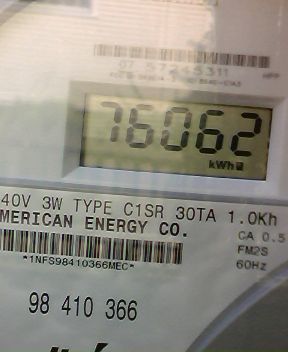 76062
kWh
40V 3W TYPE C1SR 30TA 1.0Kh
MERICAN ENERGY CO.
CA 0.5
FM2S
60Hz
*1NFS98410366MEC*
98 410 366